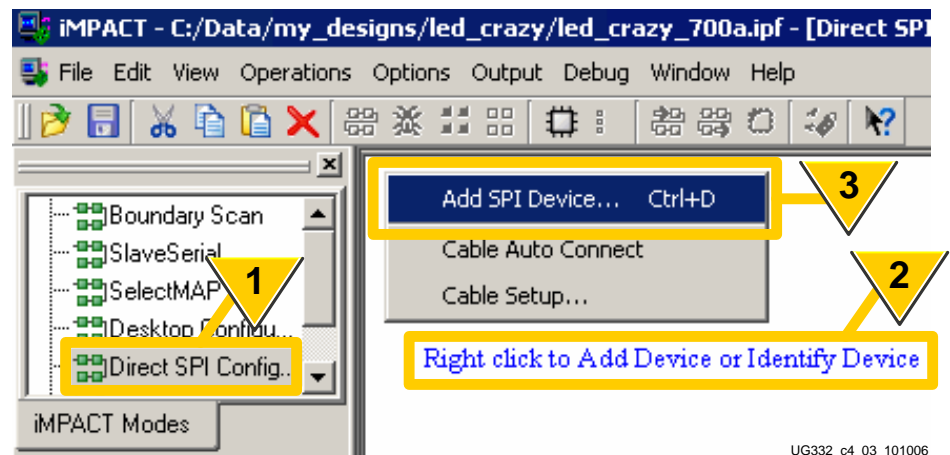 iMPACT - C:/Data/my_designs/led_crazy/led_crazy_700a.ipf - [Direct SPI
File Edit View Operations Options Output Debug Window Help
Boundary Scan
SlaveSerial
SelectMAP
Desktop Configu...
Direct SPI Config..
iMPACT Modes
1
Add SPI Device... Ctrl+D
Cable Auto Connect
Cable Setup...
3
2
Right click to Add Device or Identify Device
UG332_c4_03_101006